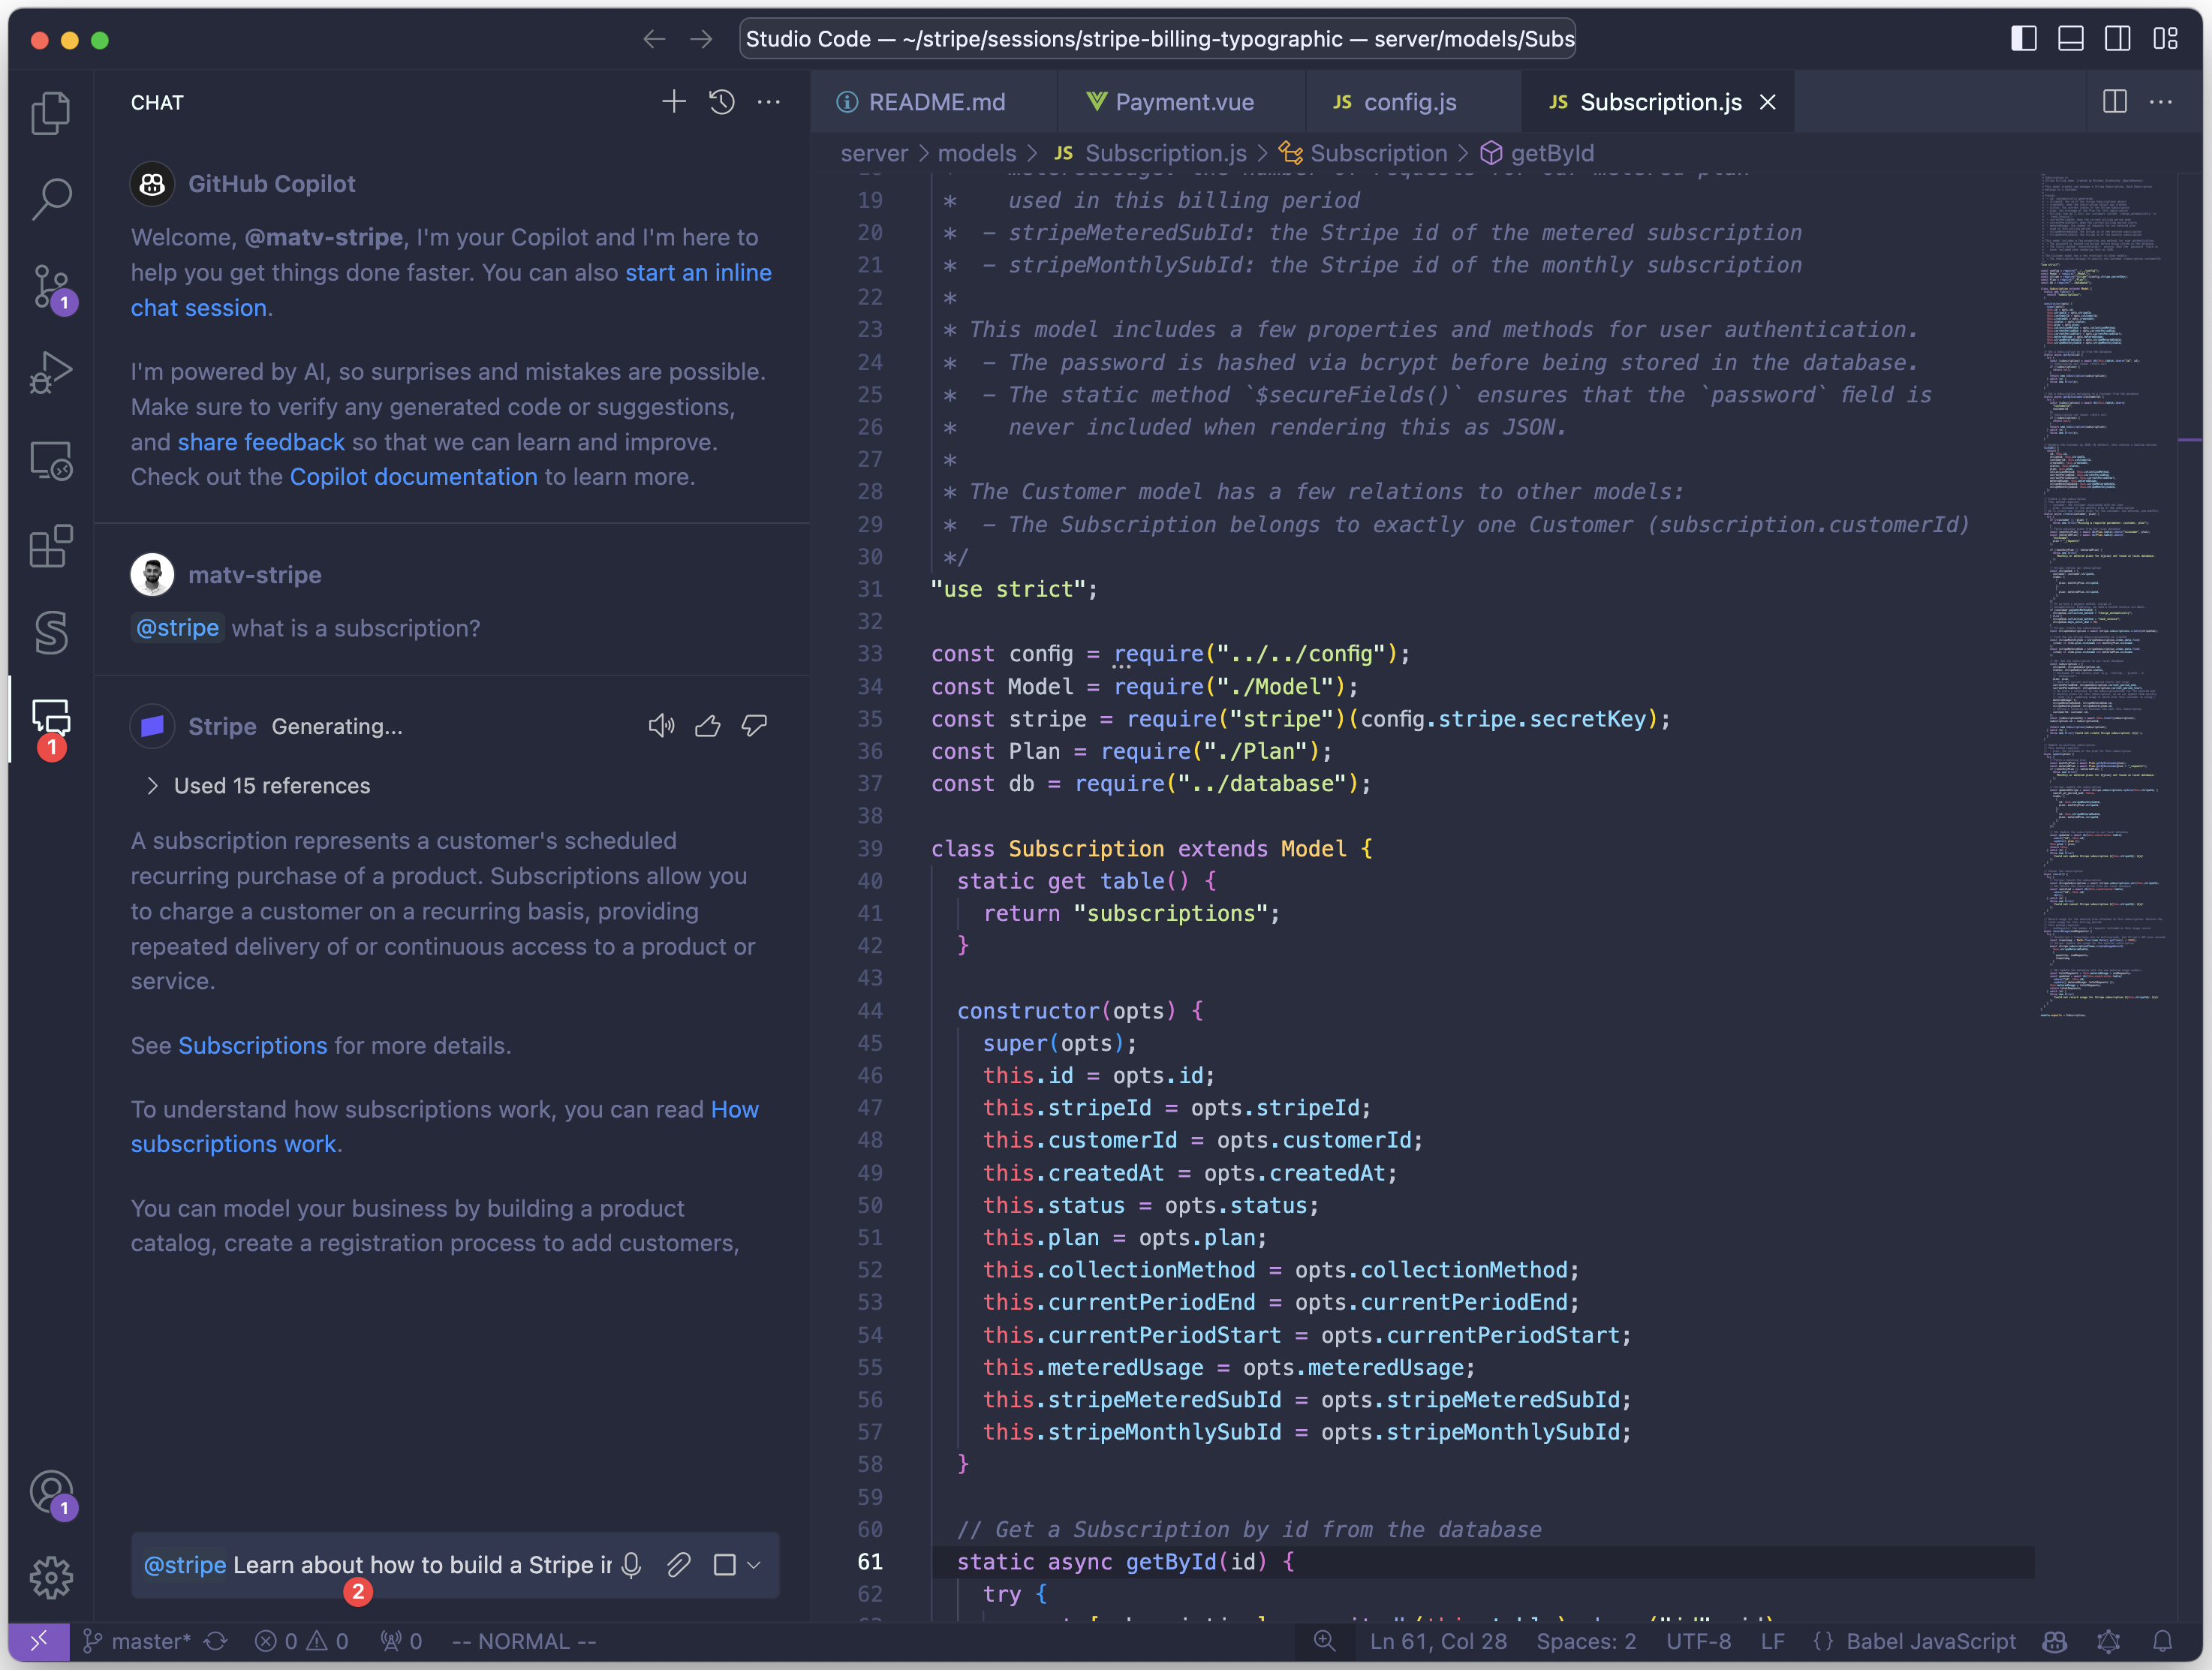 Studio Code — ~/stripe/sessions/stripe-billing-typographic — server/models/Subs
CHAT
GitHub Copilot
Welcome, @matv-stripe, I'm your Copilot and I'm here to
help you get things done faster. You can also start an inline
chat session.
I'm powered by AI, so surprises and mistakes are possible.
Make sure to verify any generated code or suggestions,
and share feedback so that we can learn and improve.
Check out the Copilot documentation to learn more.
matv-stripe
@stripe what is a subscription?
Stripe Generating...
Used 15 references
A subscription represents a customer's scheduled
recurring purchase of a product. Subscriptions allow you
to charge a customer on a recurring basis, providing
repeated delivery of or continuous access to a product or
service.
See Subscriptions for more details.
To understand how subscriptions work, you can read How
subscriptions work.
You can model your business by building a product
catalog, create a registration process to add customers,
@stripe Learn about how to build a Stripe in
2
1
1
1
README.md
Payment.vue
JS config.js
JS Subscription.js
server > models > JS Subscription.js > Subscription > getById
19 *    used in this billing period
20 *  - stripeMeteredSubId: the Stripe id of the metered subscription
21 *  - stripeMonthlySubId: the Stripe id of the monthly subscription
22 *
23 * This model includes a few properties and methods for user authentication.
24 *  - The password is hashed via bcrypt before being stored in the database.
25 *  - The static method `$secureFields()` ensures that the `password` field is
26 *    never included when rendering this as JSON.
27 *
28 * The Customer model has a few relations to other models:
29 *  - The Subscription belongs to exactly one Customer (subscription.customerId)
30 */
31 "use strict";
32
33 const config = require("../../config");
34 const Model = require("./Model");
35 const stripe = require("stripe")(config.stripe.secretKey);
36 const Plan = require("./Plan");
37 const db = require("../database");
38
39 class Subscription extends Model {
40   static get table() {
41     return "subscriptions";
42   }
43
44   constructor(opts) {
45     super(opts);
46     this.id = opts.id;
47     this.stripeId = opts.stripeId;
48     this.customerId = opts.customerId;
49     this.createdAt = opts.createdAt;
50     this.status = opts.status;
51     this.plan = opts.plan;
52     this.collectionMethod = opts.collectionMethod;
53     this.currentPeriodEnd = opts.currentPeriodEnd;
54     this.currentPeriodStart = opts.currentPeriodStart;
55     this.meteredUsage = opts.meteredUsage;
56     this.stripeMeteredSubId = opts.stripeMeteredSubId;
57     this.stripeMonthlySubId = opts.stripeMonthlySubId;
58   }
59
60   // Get a Subscription by id from the database
61   static async getById(id) {
62     try {
master* 0 0 0 -- NORMAL --
Ln 61, Col 28 Spaces: 2 UTF-8 LF {} Babel JavaScript